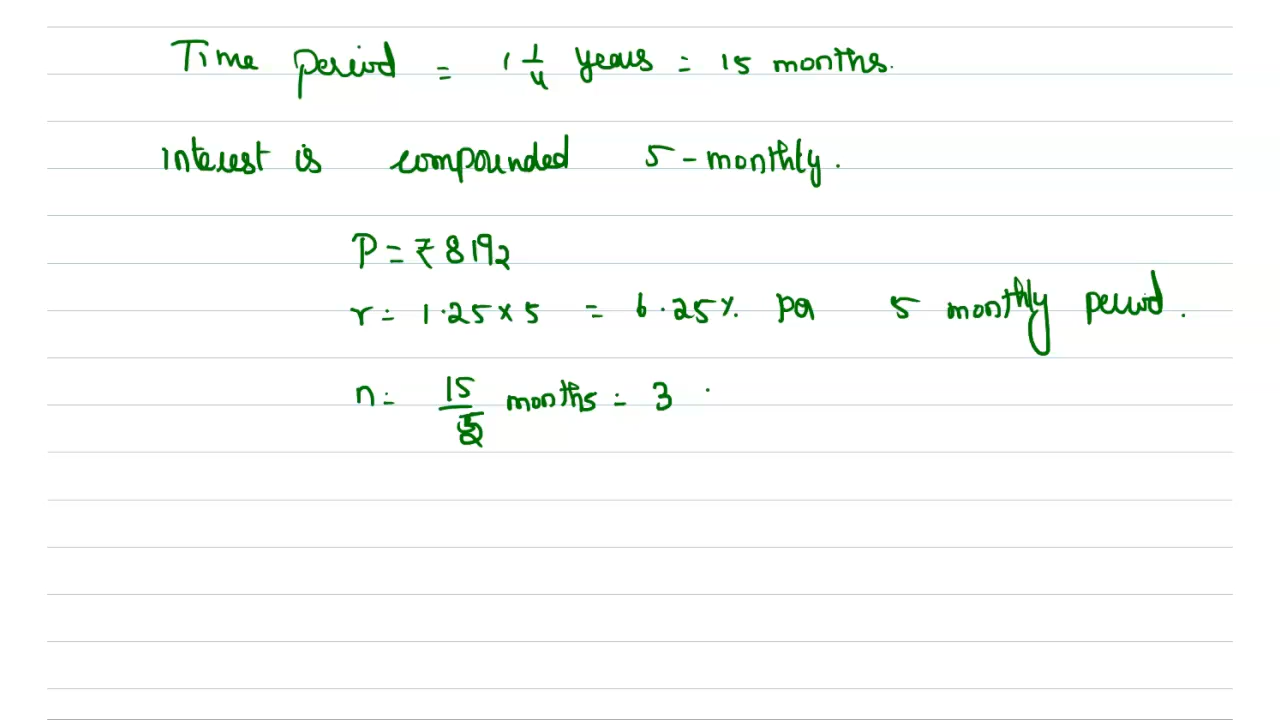 Time period = 1 1/4 years = 15 months.
interest is compounded 5-monthly.
P = ₹ 8192
r = 1.25 x 5 = 6.25% per 5 monthly period.
n = 15/5 months = 3